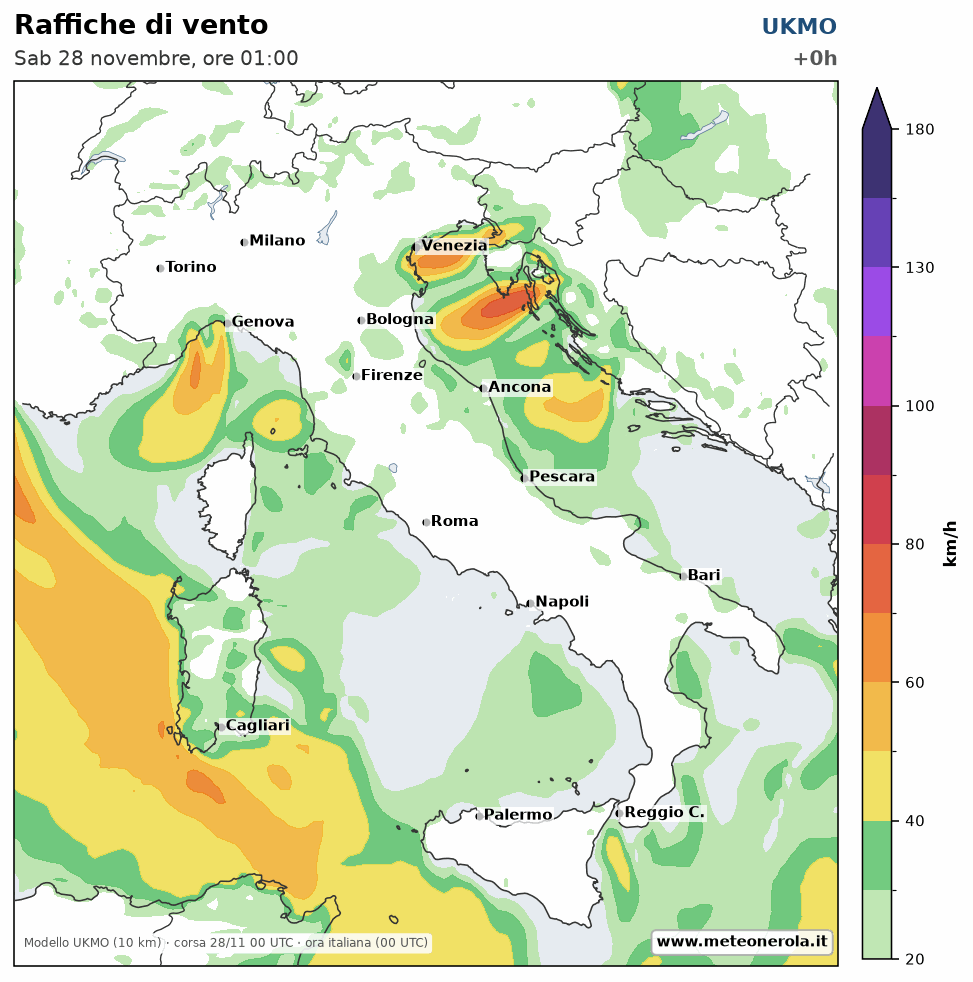 Raffiche di vento
UKMO
Sab 28 novembre, ore 01:00
+0h
180
130
100
80
60
40
20
km/h
Venezia
Milano
Torino
Genova
Bologna
Firenze
Ancona
Pescara
Roma
Bari
Napoli
Cagliari
Palermo
Reggio C.
Modello UKMO (10 km) · corsa 28/11 00 UTC · ora italiana (00 UTC)
www.meteonerola.it